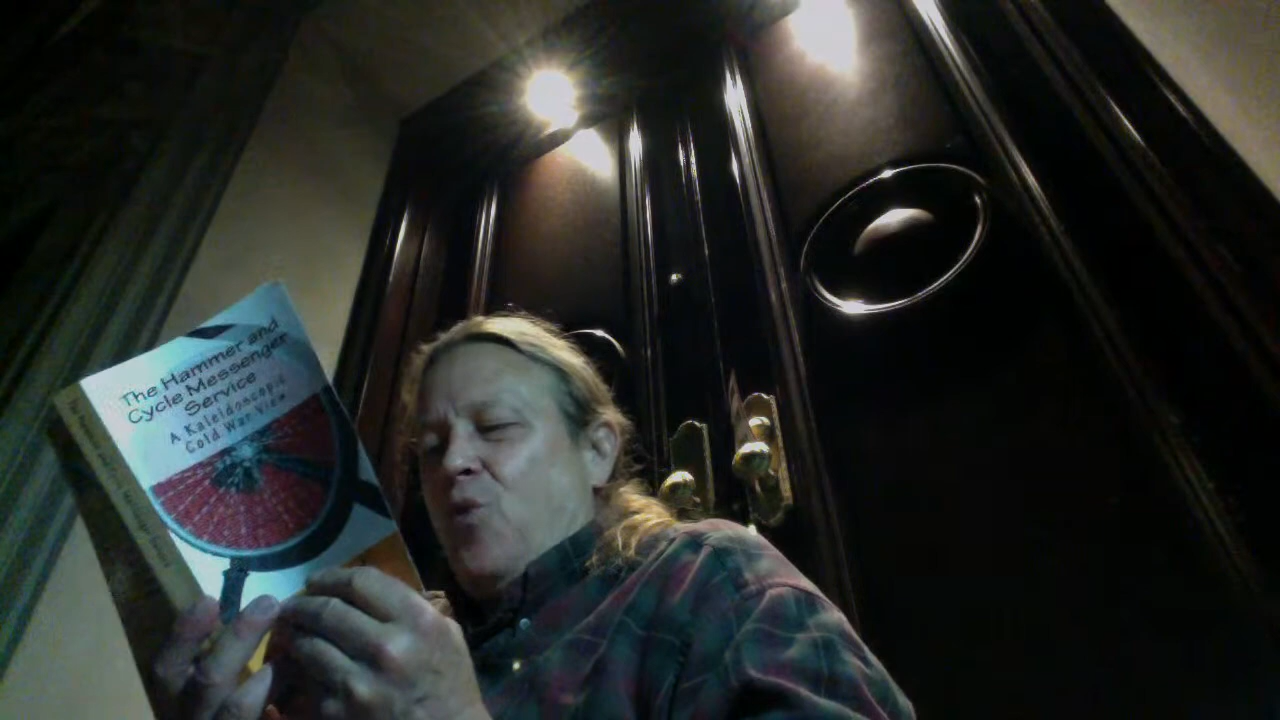 The Hammer and
Cycle Messenger
Service
A Kaleidoscopic
Cold War View